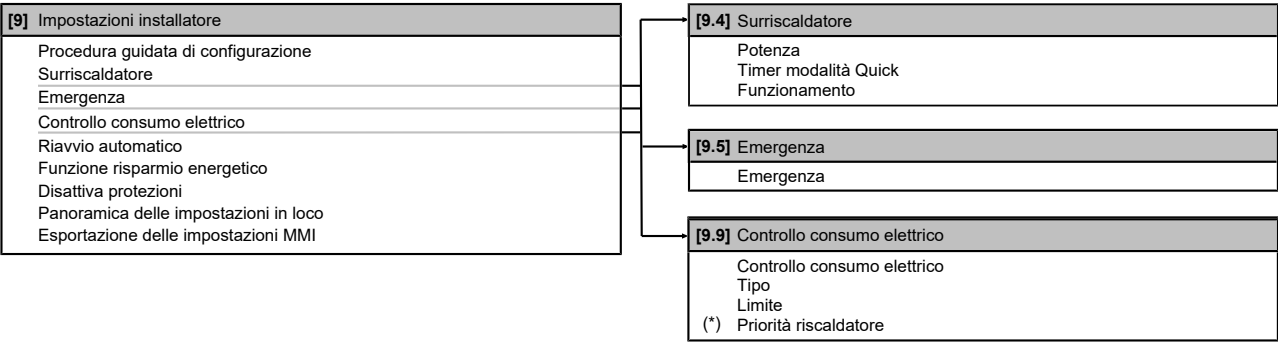 [9] Impostazioni installatore
Procedura guidata di configurazione
Surriscaldatore
Emergenza
Controllo consumo elettrico
Riavvio automatico
Funzione risparmio energetico
Disattiva protezioni
Panoramica delle impostazioni in loco
Esportazione delle impostazioni MMI
[9.4] Surriscaldatore
Potenza
Timer modalità Quick
Funzionamento
[9.5] Emergenza
Emergenza
[9.9] Controllo consumo elettrico
Controllo consumo elettrico
Tipo
Limite
(*) Priorità riscaldatore